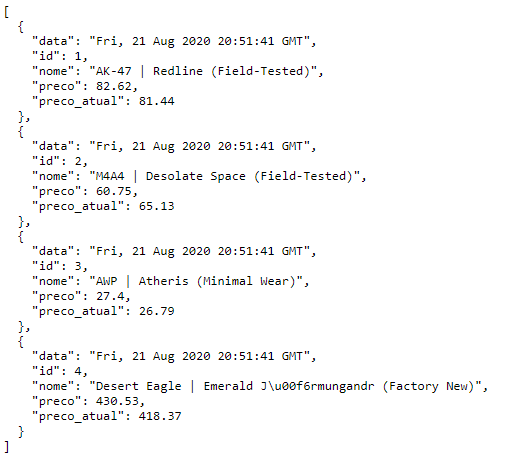 [
  {
    "data": "Fri, 21 Aug 2020 20:51:41 GMT",
    "id": 1,
    "nome": "AK-47 | Redline (Field-Tested)",
    "preco": 82.62,
    "preco_atual": 81.44
  },
  {
    "data": "Fri, 21 Aug 2020 20:51:41 GMT",
    "id": 2,
    "nome": "M4A4 | Desolate Space (Field-Tested)",
    "preco": 60.75,
    "preco_atual": 65.13
  },
  {
    "data": "Fri, 21 Aug 2020 20:51:41 GMT",
    "id": 3,
    "nome": "AWP | Atheris (Minimal Wear)",
    "preco": 27.4,
    "preco_atual": 26.79
  },
  {
    "data": "Fri, 21 Aug 2020 20:51:41 GMT",
    "id": 4,
    "nome": "Desert Eagle | Emerald J\u00f6rmungandr (Factory New)",
    "preco": 430.53,
    "preco_atual": 418.37
  }
]